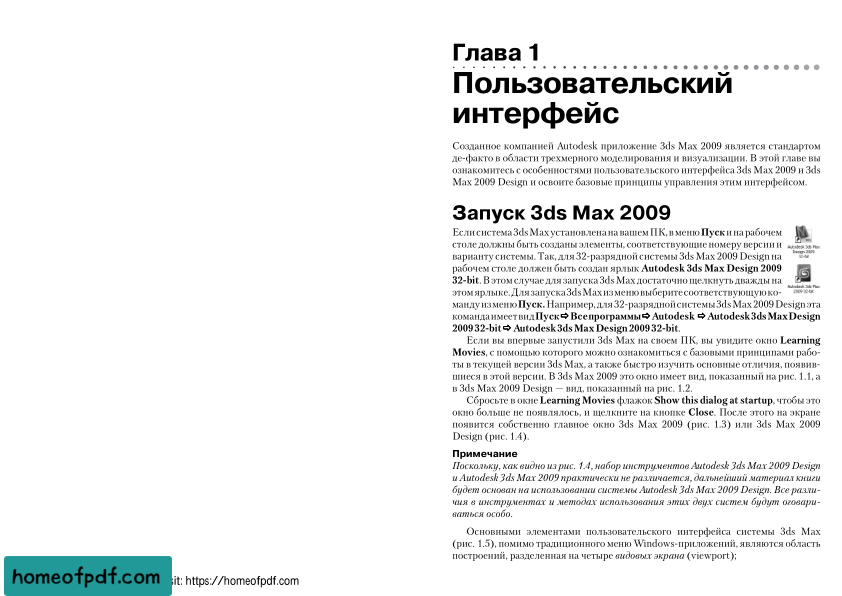 Глава 1
Пользовательский
интерфейс
Созданное компанией Autodesk приложение 3ds Max 2009 является стандартом
де-факто в области трехмерного моделирования и визуализации. В этой главе вы
ознакомитесь с особенностями пользовательского интерфейса 3ds Max 2009 и 3ds
Max 2009 Design и освоите базовые принципы управления этим интерфейсом.
Запуск 3ds Max 2009
Если система 3ds Max установлена на вашем ПК, в меню Пуск и на рабочем
столе должны быть созданы элементы, соответствующие номеру версии и
варианту системы. Так, для 32-разрядной системы 3ds Max 2009 Design на
рабочем столе должен быть создан ярлык Autodesk 3ds Max Design 2009
32-bit. В этом случае для запуска 3ds Max достаточно щелкнуть дважды на
этом ярлыке. Для запуска 3ds Max из меню выберите соответствующую ко-
манду из меню Пуск. Например, для 32-разрядной системы 3ds Max 2009 Design эта
команда имеет вид Пуск➪Все программы➪ Autodesk ➪ Autodesk 3ds Max Design
2009 32-bit ➪ Autodesk 3ds Max Design 2009 32-bit.
Autodesk 3ds Max
Design 2009
32-bit
Autodesk 3ds Max
2009 32-bit
Если вы впервые запустили 3ds Max на своем ПК, вы увидите окно Learning
Movies, с помощью которого можно ознакомиться с базовыми принципами рабо-
ты в текущей версии 3ds Max, а также быстро изучить основные отличия, появив-
шиеся в этой версии. В 3ds Max 2009 это окно имеет вид, показанный на рис. 1.1, а
в 3ds Max 2009 Design — вид, показанный на рис. 1.2.
Сбросьте в окне Learning Movies флажок Show this dialog at startup, чтобы это
окно больше не появлялось, и щелкните на кнопке Close. После этого на экране
появится собственно главное окно 3ds Max 2009 (рис. 1.3) или 3ds Max 2009
Design (рис. 1.4).
Примечание
Поскольку, как видно из рис. 1.4, набор инструментов Autodesk 3ds Max 2009 Design
и Autodesk 3ds Max 2009 практически не различается, дальнейший материал книги
будет основан на использовании системы Autodesk 3ds Max 2009 Design. Все разли-
чия в инструментах и методах использования этих двух систем будут оговари-
ваться особо.
Основными элементами пользовательского интерфейса системы 3ds Max
(рис. 1.5), помимо традиционного меню Windows-приложений, являются область
построений, разделенная на четыре видовых экрана (viewport);
homeofpdf.com
sit: https://homeofpdf.com